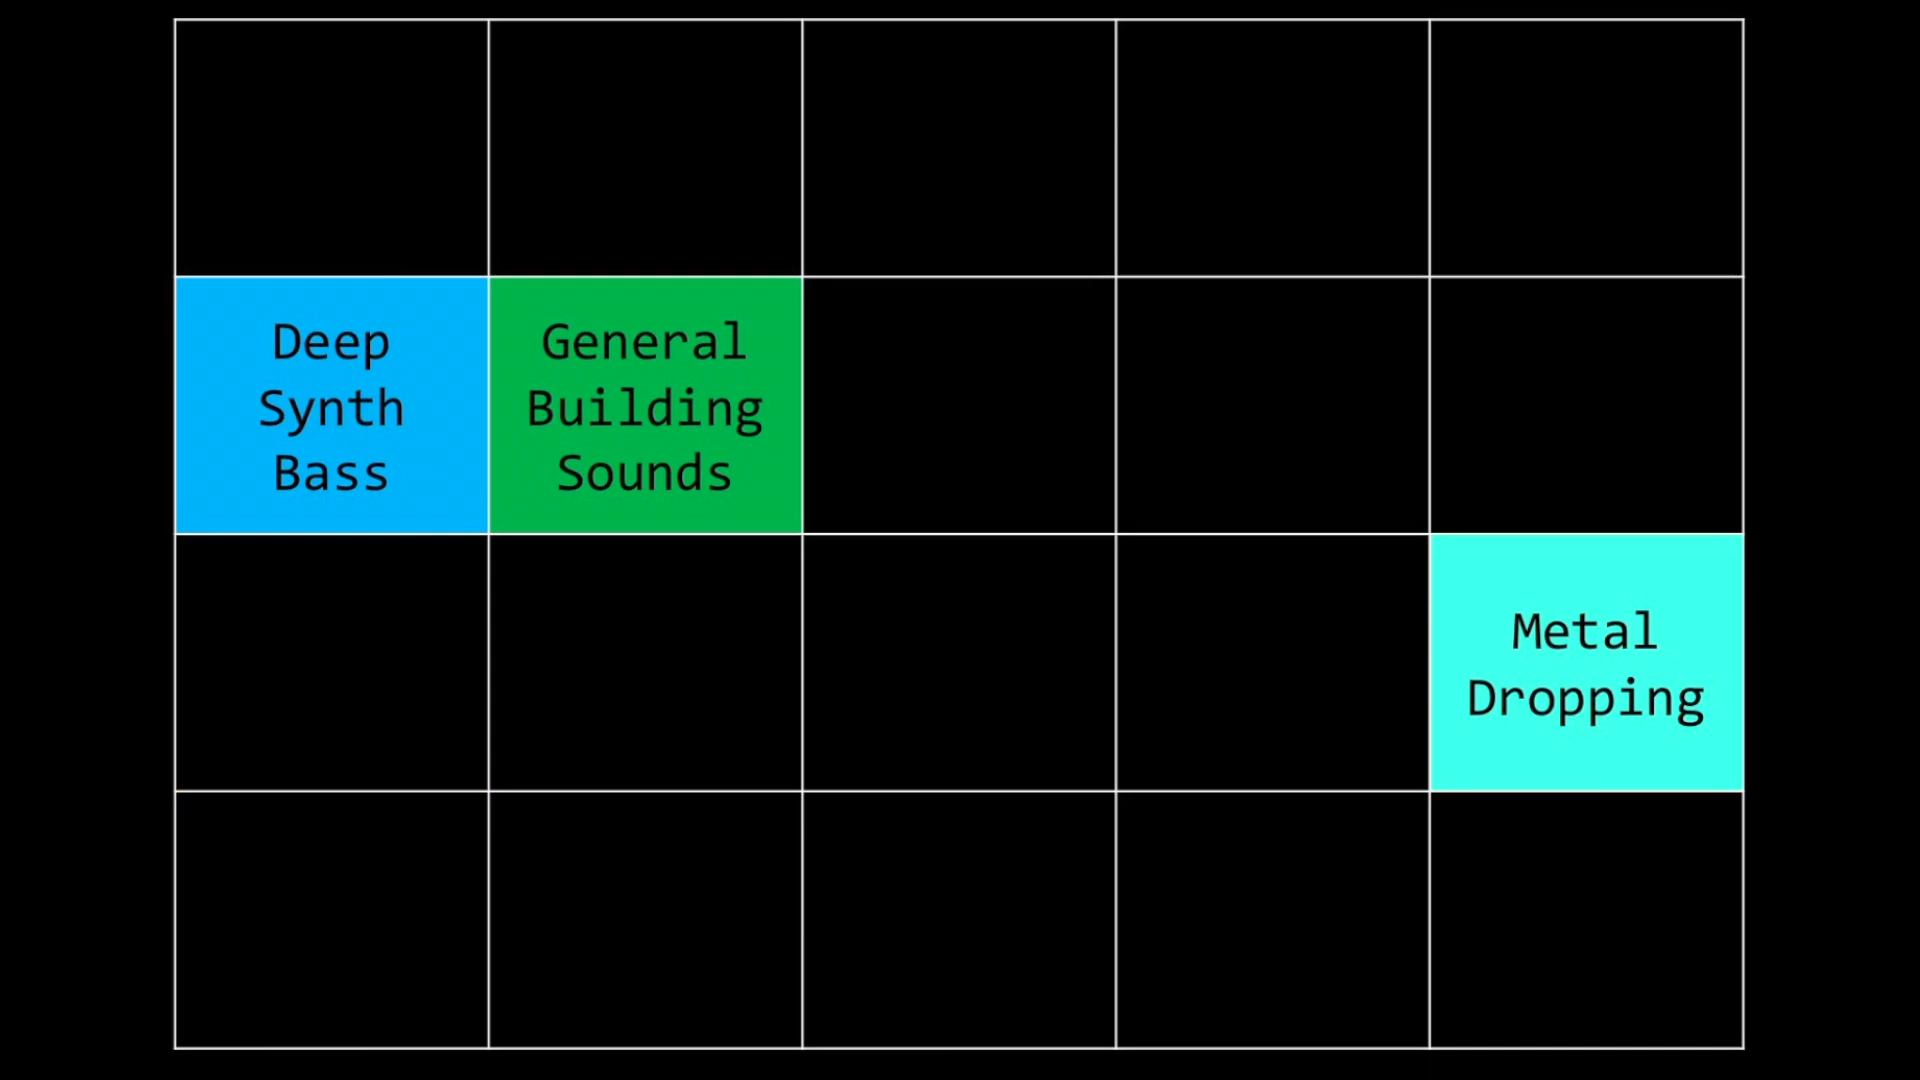 Deep
Synth
Bass
General
Building
Sounds
Metal
Dropping